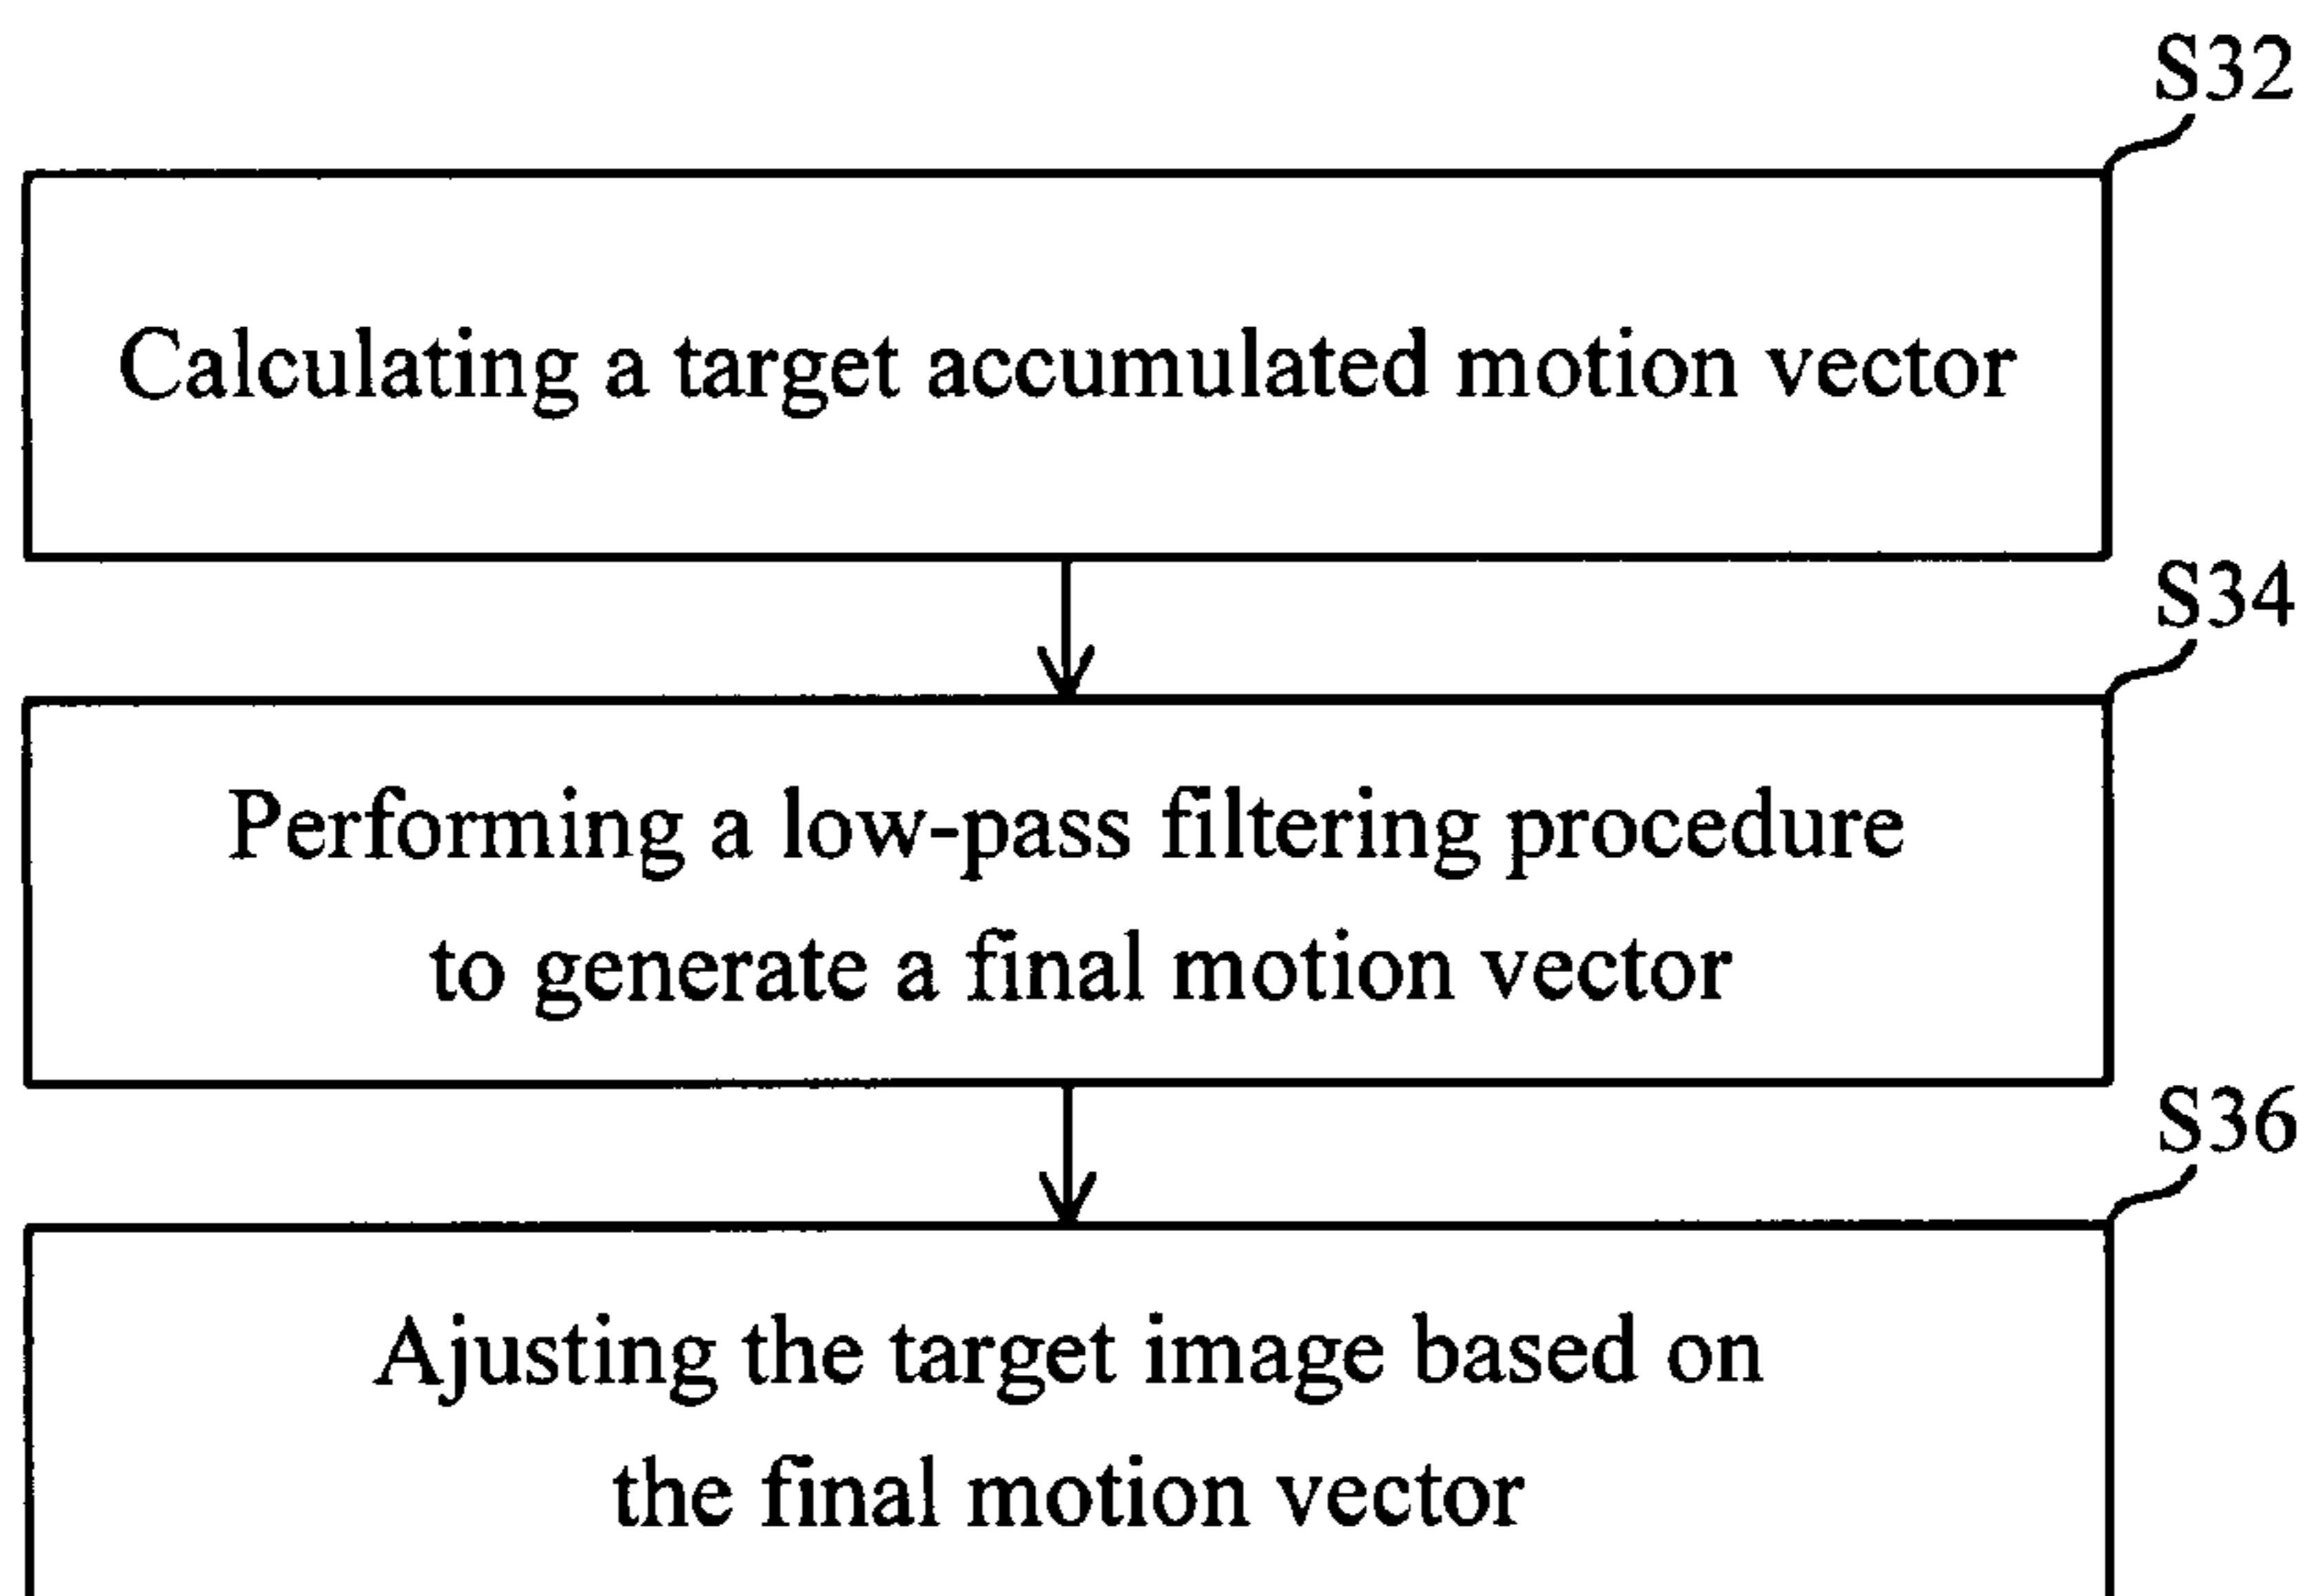 S32
Calculating a target accumulated motion vector
S34
Performing a low-pass filtering procedure
to generate a final motion vector
S36
Ajusting the target image based on
the final motion vector